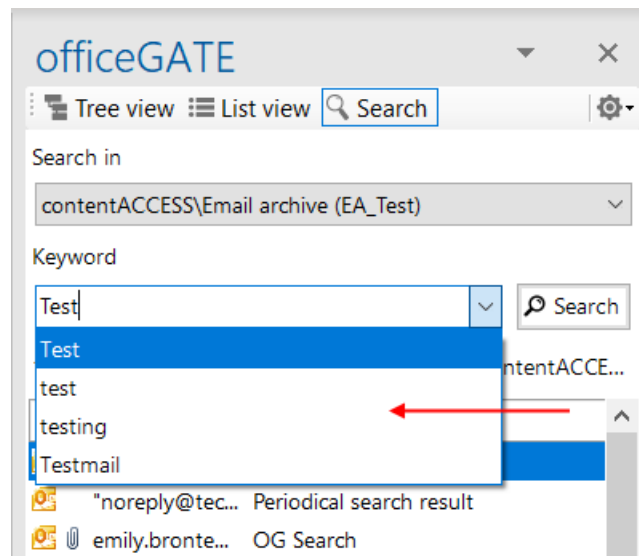 officeGATE
Tree view List view Search
Search in
contentACCESS\Email archive (EA_Test)
Keyword
Test Search
Test
ntentACCE...
test
testing
Testmail
"noreply@tec... Periodical search result
emily.bronte... OG Search